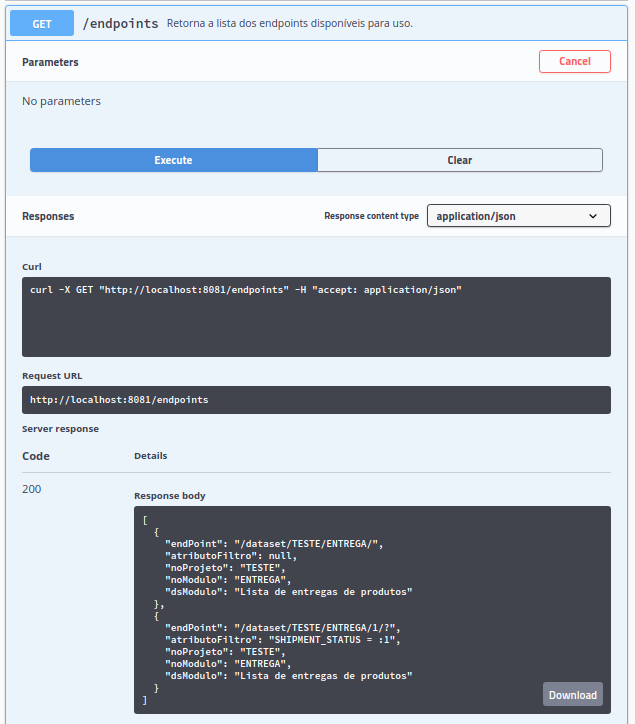 GET /endpoints Retorna a lista dos endpoints disponíveis para uso.
Parameters Cancel
No parameters
Execute Clear
Responses Response content type application/json
Curl
curl -X GET "http://localhost:8081/endpoints" -H "accept: application/json"
Request URL
http://localhost:8081/endpoints
Server response
Code Details
200
Response body
[
  {
    "endPoint": "/dataset/TESTE/ENTREGA/",
    "atributoFiltro": null,
    "noProjeto": "TESTE",
    "noModulo": "ENTREGA",
    "dsModulo": "Lista de entregas de produtos"
  },
  {
    "endPoint": "/dataset/TESTE/ENTREGA/1/?",
    "atributoFiltro": "SHIPMENT_STATUS = :1",
    "noProjeto": "TESTE",
    "noModulo": "ENTREGA",
    "dsModulo": "Lista de entregas de produtos"
  }
]
Download